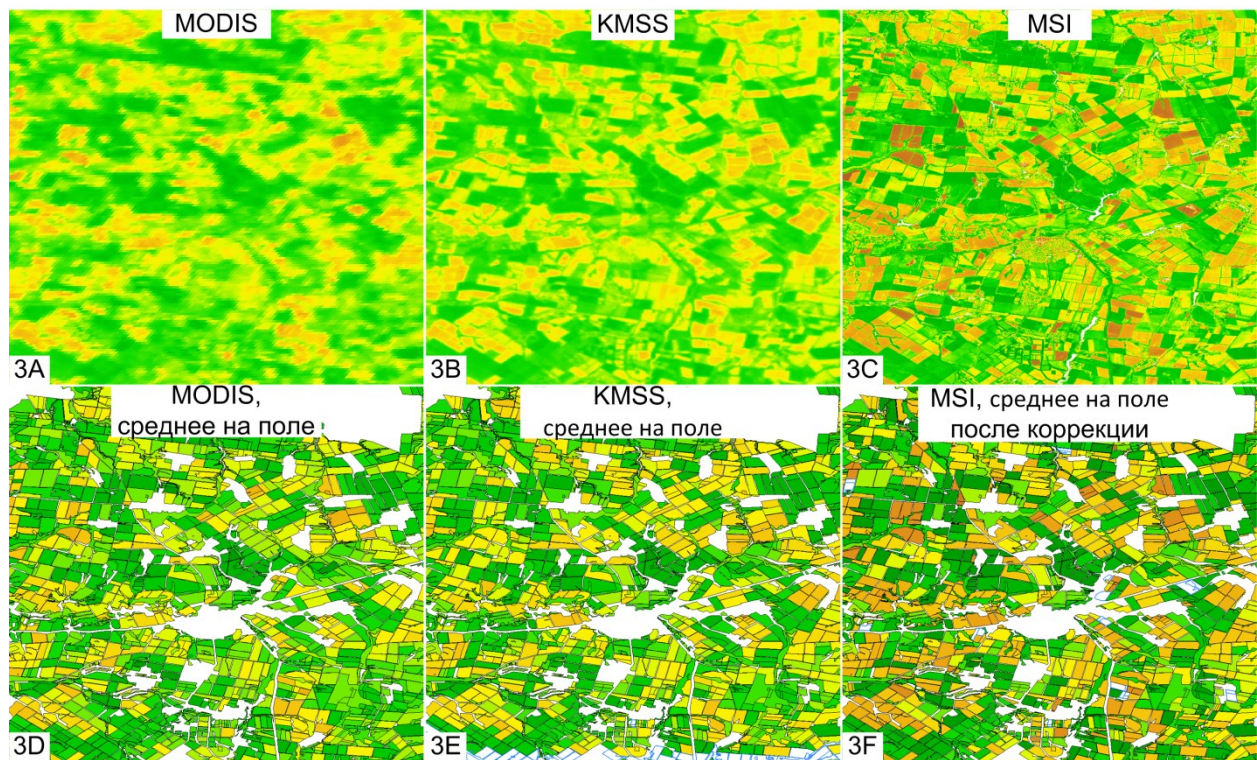 MODIS
KMSS
MSI
3A
3B
3C
MODIS,
среднее на поле
KMSS,
среднее на поле
MSI, среднее на поле
после коррекции
3D
3E
3F